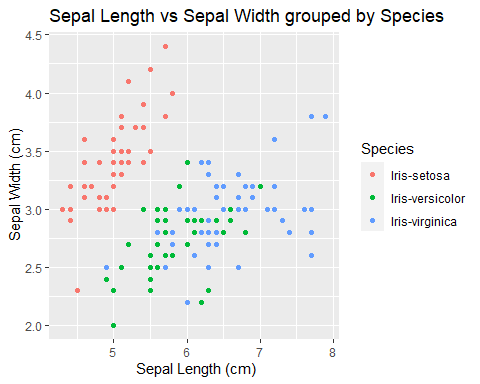 Sepal Length vs Sepal Width grouped by Species
4.5
4.0
3.5
3.0
2.5
2.0
Sepal Width (cm)
5 6 7 8
Sepal Length (cm)
Species
Iris-setosa
Iris-versicolor
Iris-virginica